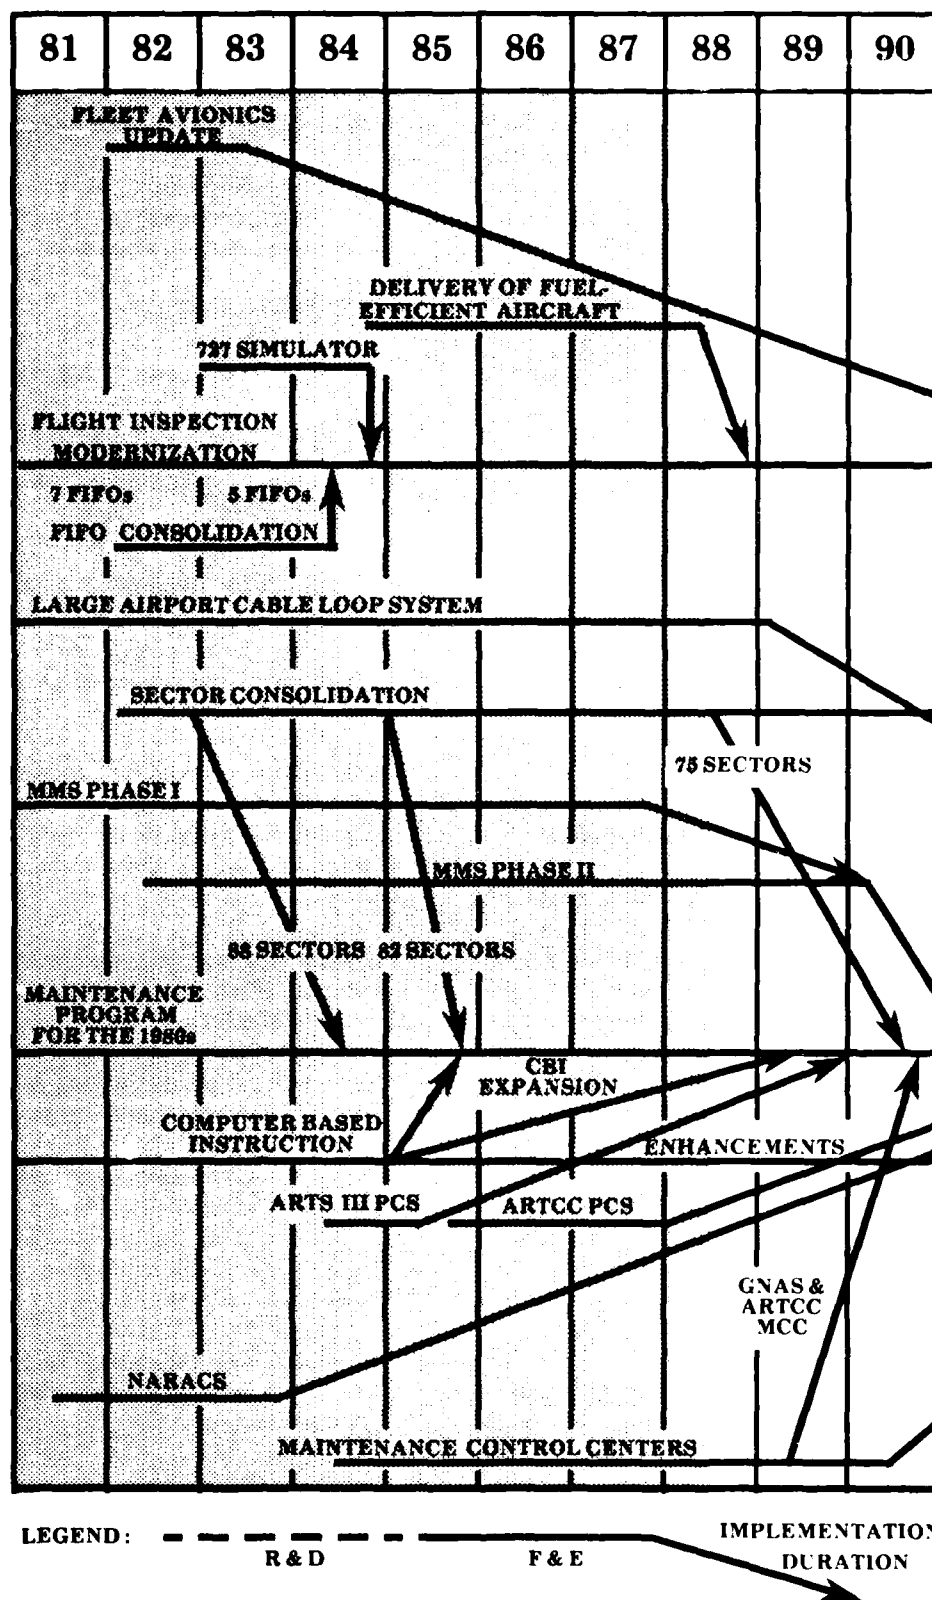 81 82 83 84 85 86 87 88 89 90
FLEET AVIONICS
UPDATE
DELIVERY OF FUEL-
EFFICIENT AIRCRAFT
727 SIMULATOR
FLIGHT INSPECTION
MODERNIZATION
7 FIFOs 5 FIFOs
FIFO CONSOLIDATION
LARGE AIRPORT CABLE LOOP SYSTEM
SECTOR CONSOLIDATION
75 SECTORS
MMS PHASE I
MMS PHASE II
88 SECTORS 82 SECTORS
MAINTENANCE
PROGRAM
FOR THE 1980s
CBI
EXPANSION
COMPUTER BASED
INSTRUCTION
ENHANCEMENTS
ARTS III PCS ARTCC PCS
GNAS &
ARTCC
MCC
NARACS
MAINTENANCE CONTROL CENTERS
LEGEND:
R & D F & E
IMPLEMENTATION
DURATION